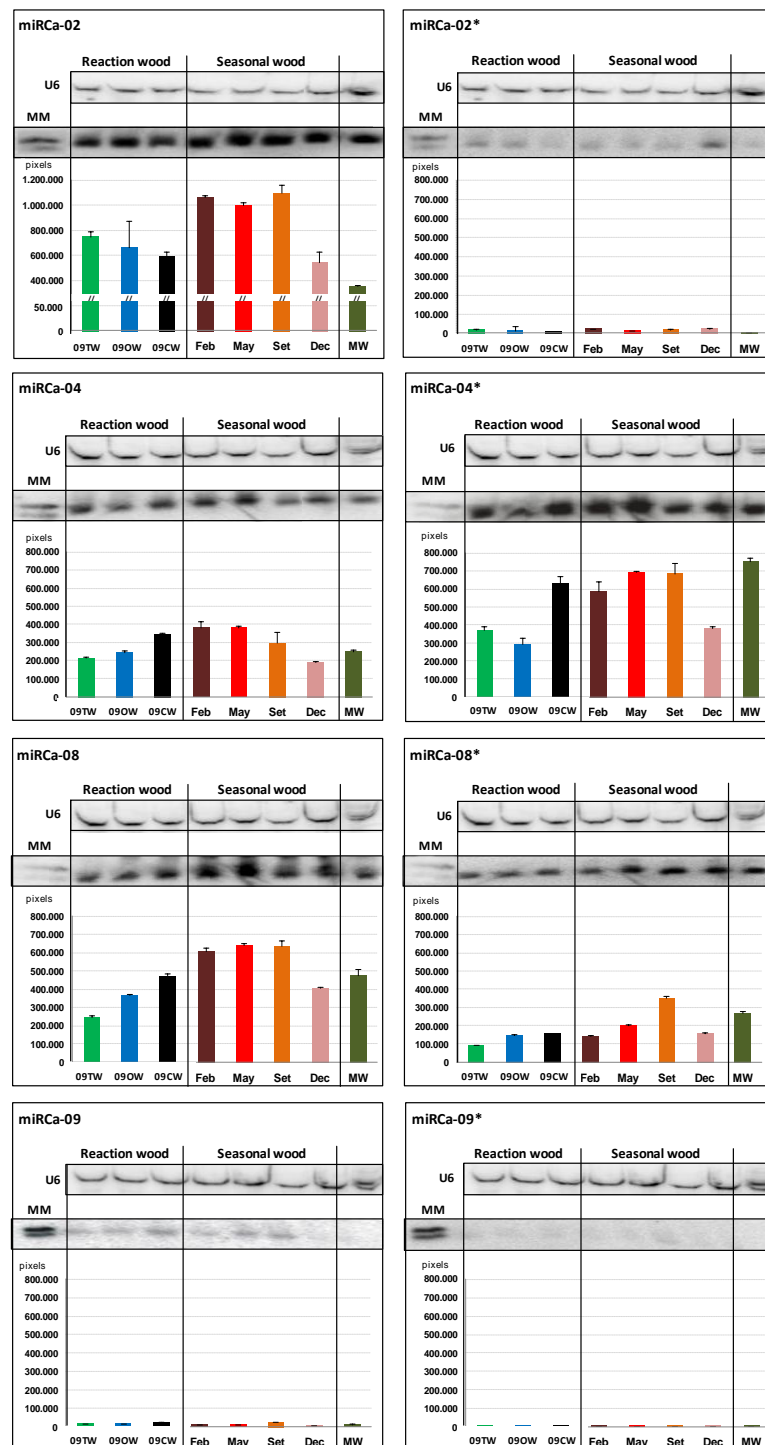 miRCa-02
Reaction wood Seasonal wood
U6
MM
pixels
1.200.000
1.000.000
800.000
600.000
400.000
50.000
0
09TW 09OW 09CW Feb May Set Dec MW
miRCa-02*
Reaction wood Seasonal wood
U6
MM
pixels
800.000
700.000
600.000
500.000
400.000
300.000
200.000
100.000
0
09TW 09OW 09CW Feb May Set Dec MW
miRCa-04
Reaction wood Seasonal wood
U6
MM
pixels
800.000
700.000
600.000
500.000
400.000
300.000
200.000
100.000
0
09TW 09OW 09CW Feb May Set Dec MW
miRCa-04*
Reaction wood Seasonal wood
U6
MM
pixels
800.000
700.000
600.000
500.000
400.000
300.000
200.000
100.000
0
09TW 09OW 09CW Feb May Set Dec MW
miRCa-08
Reaction wood Seasonal wood
U6
MM
pixels
800.000
700.000
600.000
500.000
400.000
300.000
200.000
100.000
0
09TW 09OW 09CW Feb May Set Dec MW
miRCa-08*
Reaction wood Seasonal wood
U6
MM
pixels
800.000
700.000
600.000
500.000
400.000
300.000
200.000
100.000
0
09TW 09OW 09CW Feb May Set Dec MW
miRCa-09
Reaction wood Seasonal wood
U6
MM
pixels
800.000
700.000
600.000
500.000
400.000
300.000
200.000
100.000
0
09TW 09OW 09CW Feb May Set Dec MW
miRCa-09*
Reaction wood Seasonal wood
U6
MM
pixels
800.000
700.000
600.000
500.000
400.000
300.000
200.000
100.000
0
09TW 09OW 09CW Feb May Set Dec MW